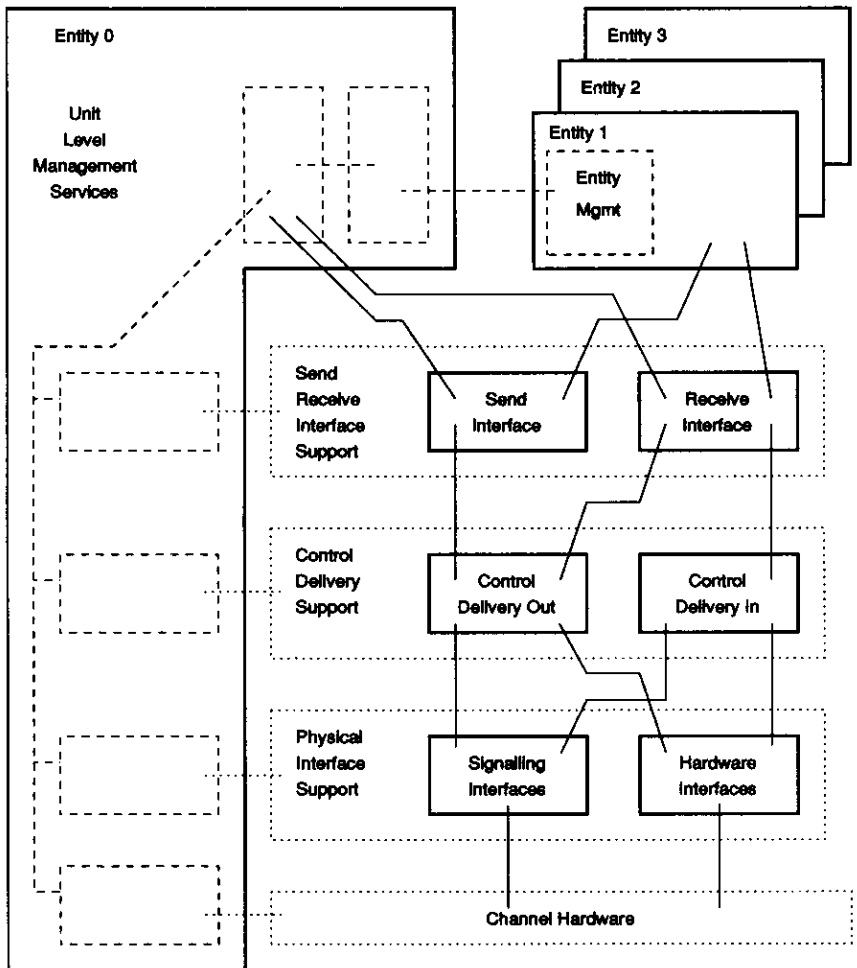 Entity 0
Unit
Level
Management
Services
Entity 3
Entity 2
Entity 1
Entity
Mgmt
Send
Receive
Interface
Support
Send
Interface
Receive
Interface
Control
Delivery
Support
Control
Delivery Out
Control
Delivery In
Physical
Interface
Support
Signalling
Interfaces
Hardware
Interfaces
Channel Hardware